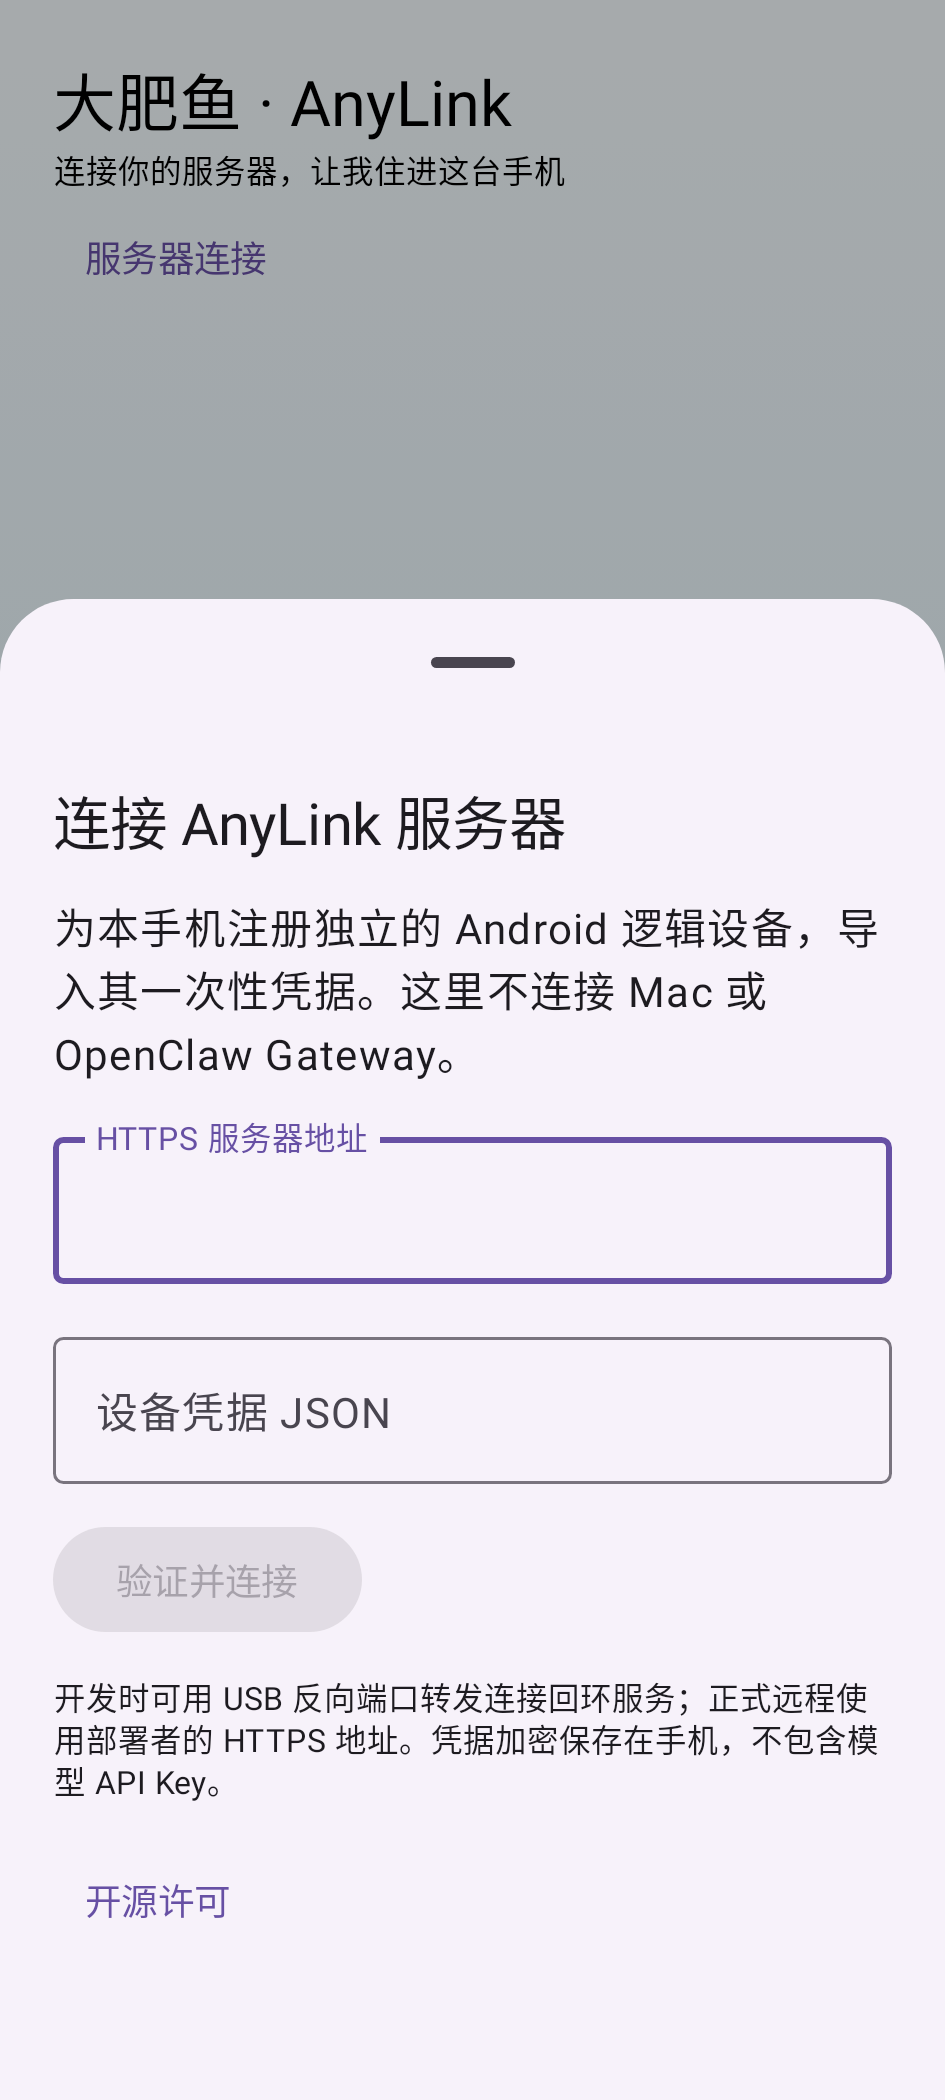 大肥鱼 · AnyLink
连接你的服务器，让我住进这台手机
服务器连接
连接 AnyLink 服务器
为本手机注册独立的 Android 逻辑设备，导
入其一次性凭据。这里不连接 Mac 或
OpenClaw Gateway。
HTTPS 服务器地址
设备凭据 JSON
验证并连接
开发时可用 USB 反向端口转发连接回环服务；正式远程使
用部署者的 HTTPS 地址。凭据加密保存在手机，不包含模
型 API Key。
开源许可